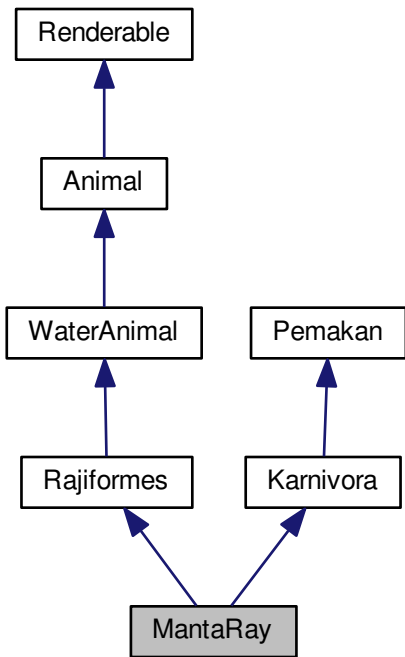 Renderable
Animal
WaterAnimal
Pemakan
Rajiformes
Karnivora
MantaRay